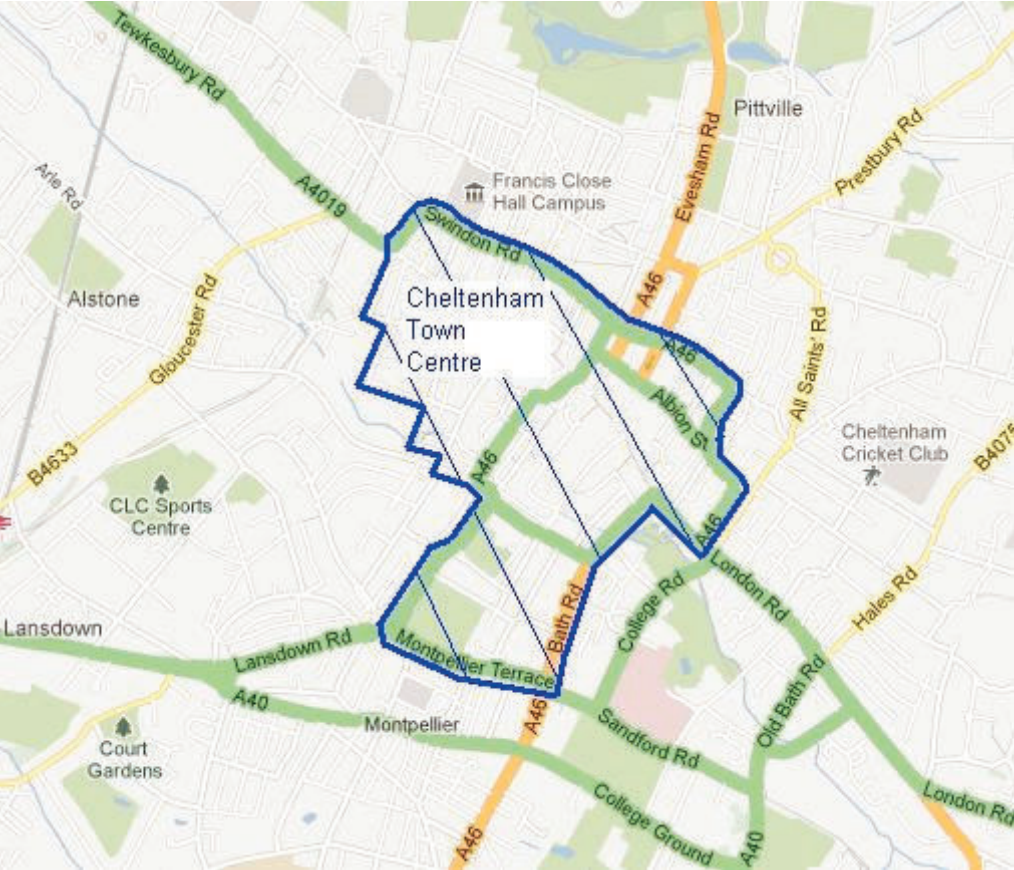 Tewkesbury Rd
Pittville
Evesham Rd
Prestbury Rd
Arle Rd
A4019
Francis Close
Hall Campus
Swindon Rd
A46
Alstone
Gloucester Rd
Cheltenham
Town
Centre
A46
All Saints' Rd
Albion St
Cheltenham
Cricket Club
B4075
B4633
A46
CLC Sports
Centre
A46
London Rd
Hales Rd
College Rd
Bath Rd
Lansdown
Lansdown Rd
Montpellier Terrace
A40
Montpellier
A46
Sandford Rd
Old Bath Rd
Court
Gardens
College Ground
London Rd
A46
A40